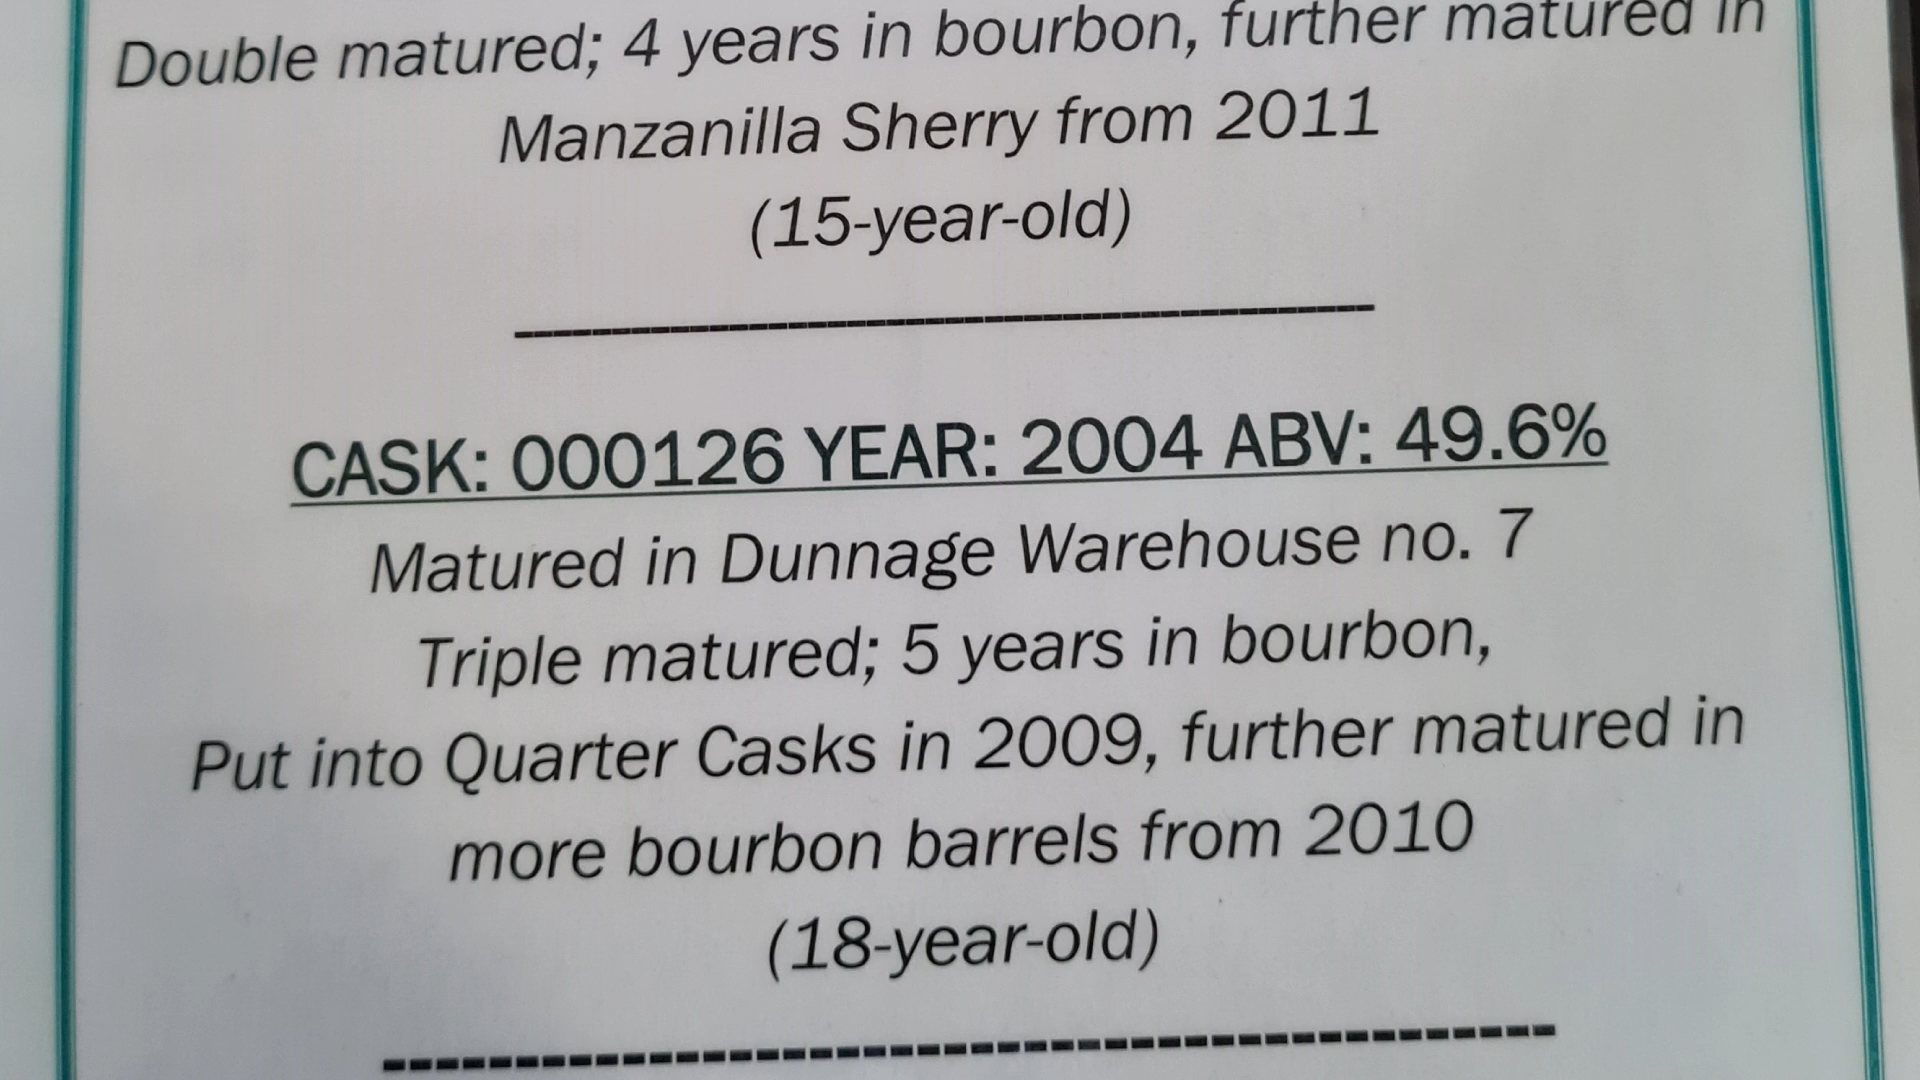 Double matured; 4 years in bourbon, further matured in
Manzanilla Sherry from 2011
(15-year-old)
CASK: 000126 YEAR: 2004 ABV: 49.6%
Matured in Dunnage Warehouse no. 7
Triple matured; 5 years in bourbon,
Put into Quarter Casks in 2009, further matured in
more bourbon barrels from 2010
(18-year-old)